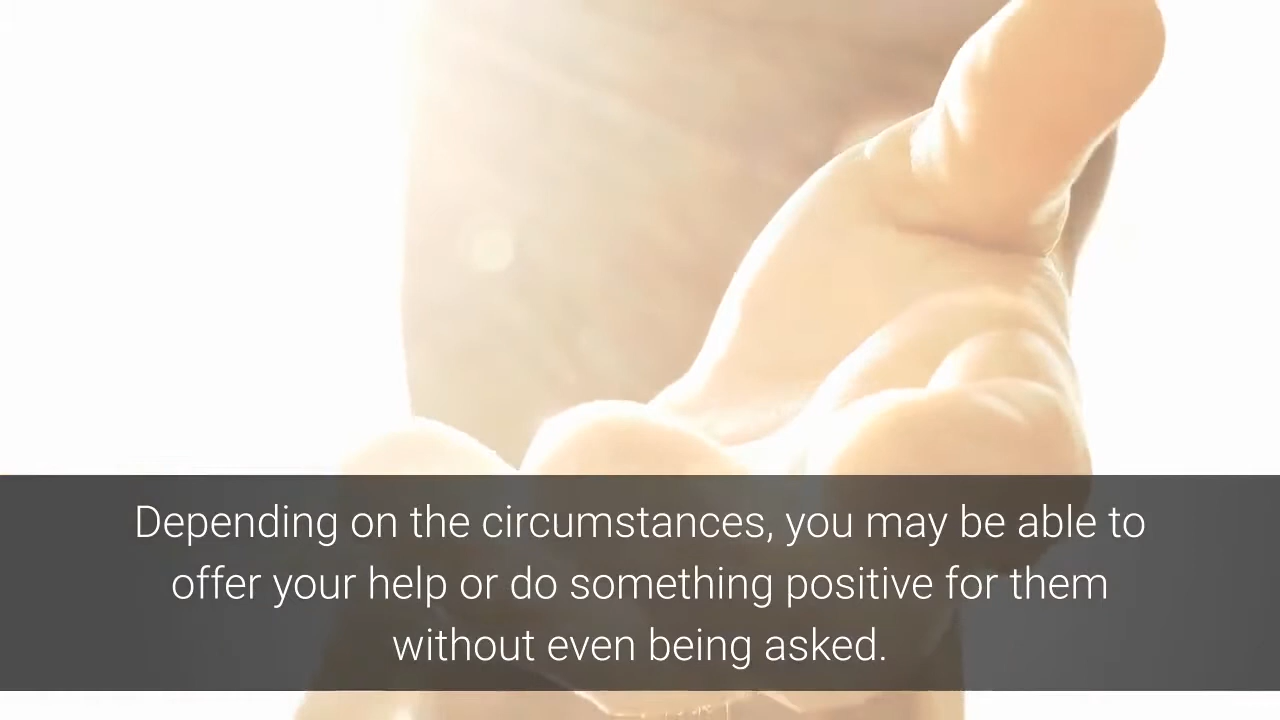 Depending on the circumstances, you may be able to
offer your help or do something positive for them
without even being asked.